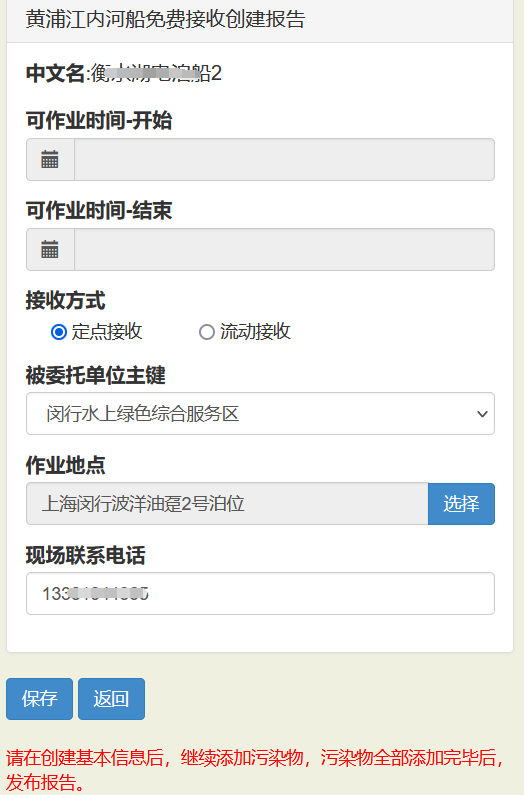 黄浦江内河船免费接收创建报告
中文名:
可作业时间-开始
可作业时间-结束
接收方式
定点接收 流动接收
被委托单位主键
闵行水上绿色综合服务区
作业地点
上海闵行波洋油趸2号泊位 选择
现场联系电话
保存 返回
请在创建基本信息后，继续添加污染物，污染物全部添加完毕后，
发布报告。